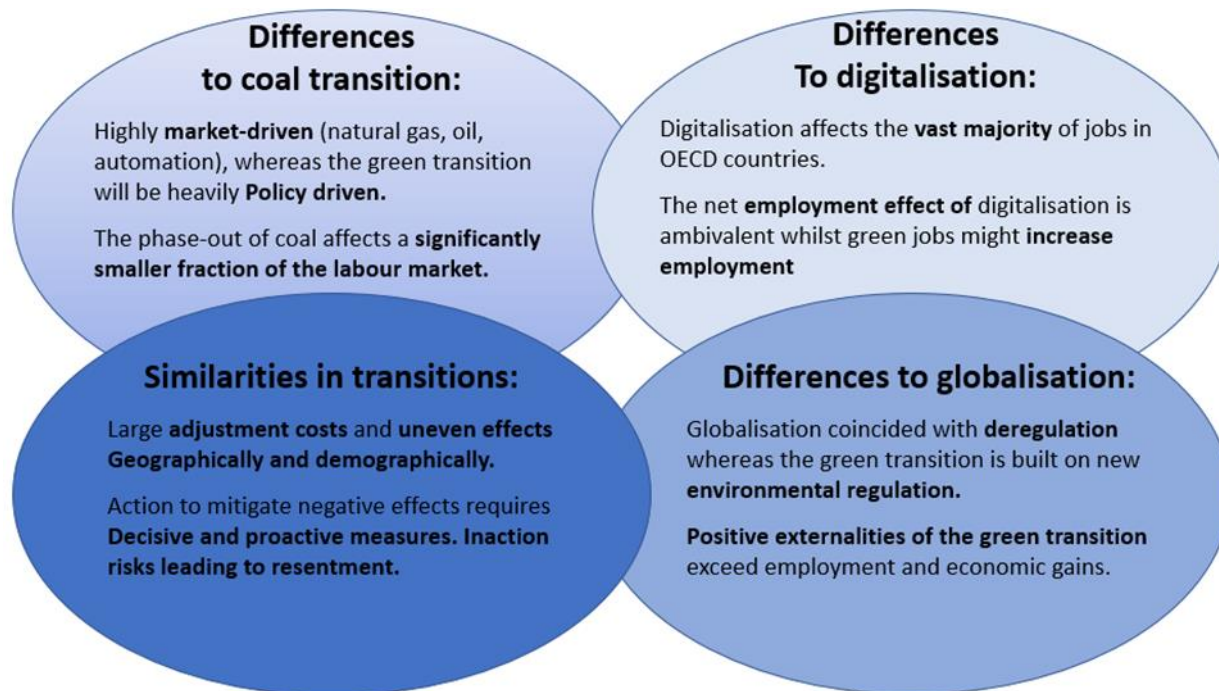 Differences
to coal transition:
Highly market-driven (natural gas, oil,
automation), whereas the green transition
will be heavily Policy driven.
The phase-out of coal affects a significantly
smaller fraction of the labour market.
Differences
To digitalisation:
Digitalisation affects the vast majority of jobs in
OECD countries.
The net employment effect of digitalisation is
ambivalent whilst green jobs might increase
employment
Similarities in transitions:
Large adjustment costs and uneven effects
Geographically and demographically.
Action to mitigate negative effects requires
Decisive and proactive measures. Inaction
risks leading to resentment.
Differences to globalisation:
Globalisation coincided with deregulation
whereas the green transition is built on new
environmental regulation.
Positive externalities of the green transition
exceed employment and economic gains.